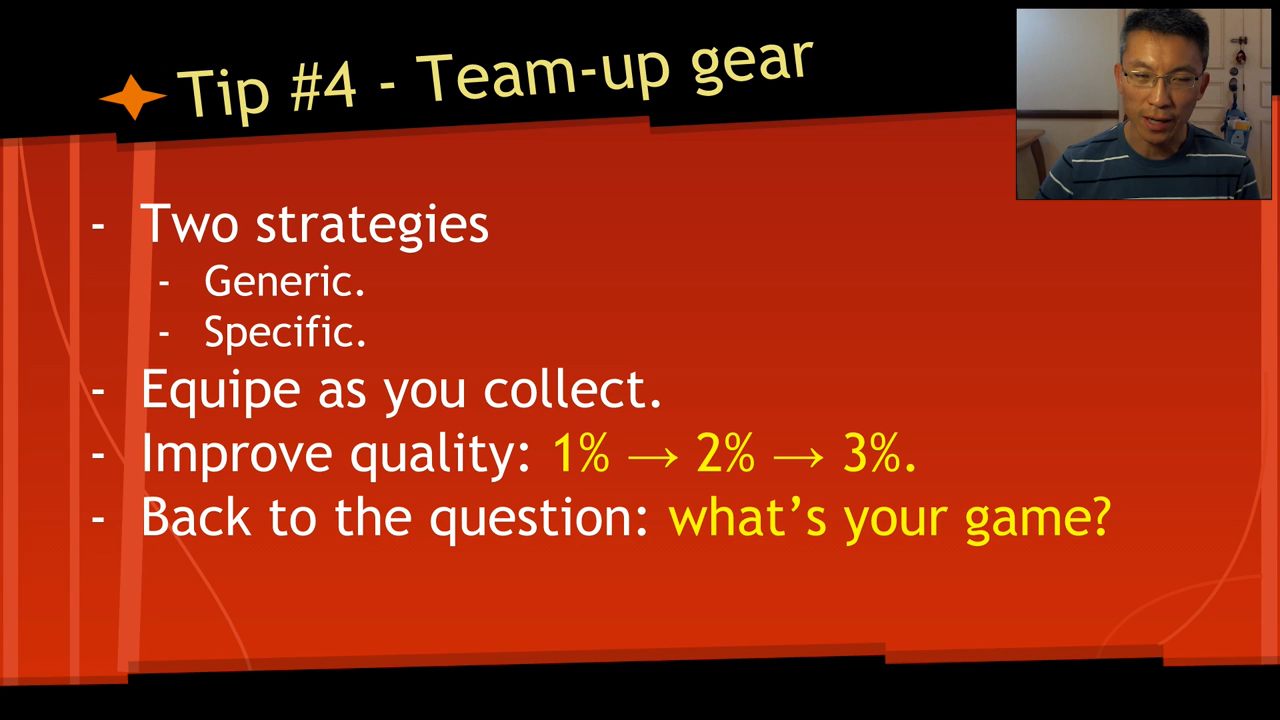 Tip #4 - Team-up gear
- Two strategies
- Generic.
- Specific.
- Equipe as you collect.
- Improve quality: 1% → 2% → 3%.
- Back to the question: what's your game?